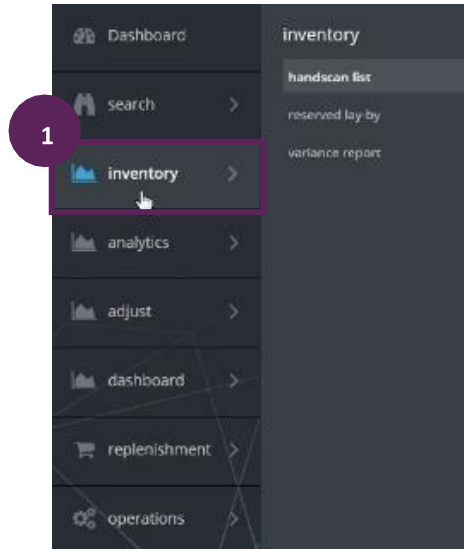 Dashboard
search
1
inventory
analytics
adjust
dashboard
replenishment
operations
inventory
handscan list
reserved lay-by
variance report